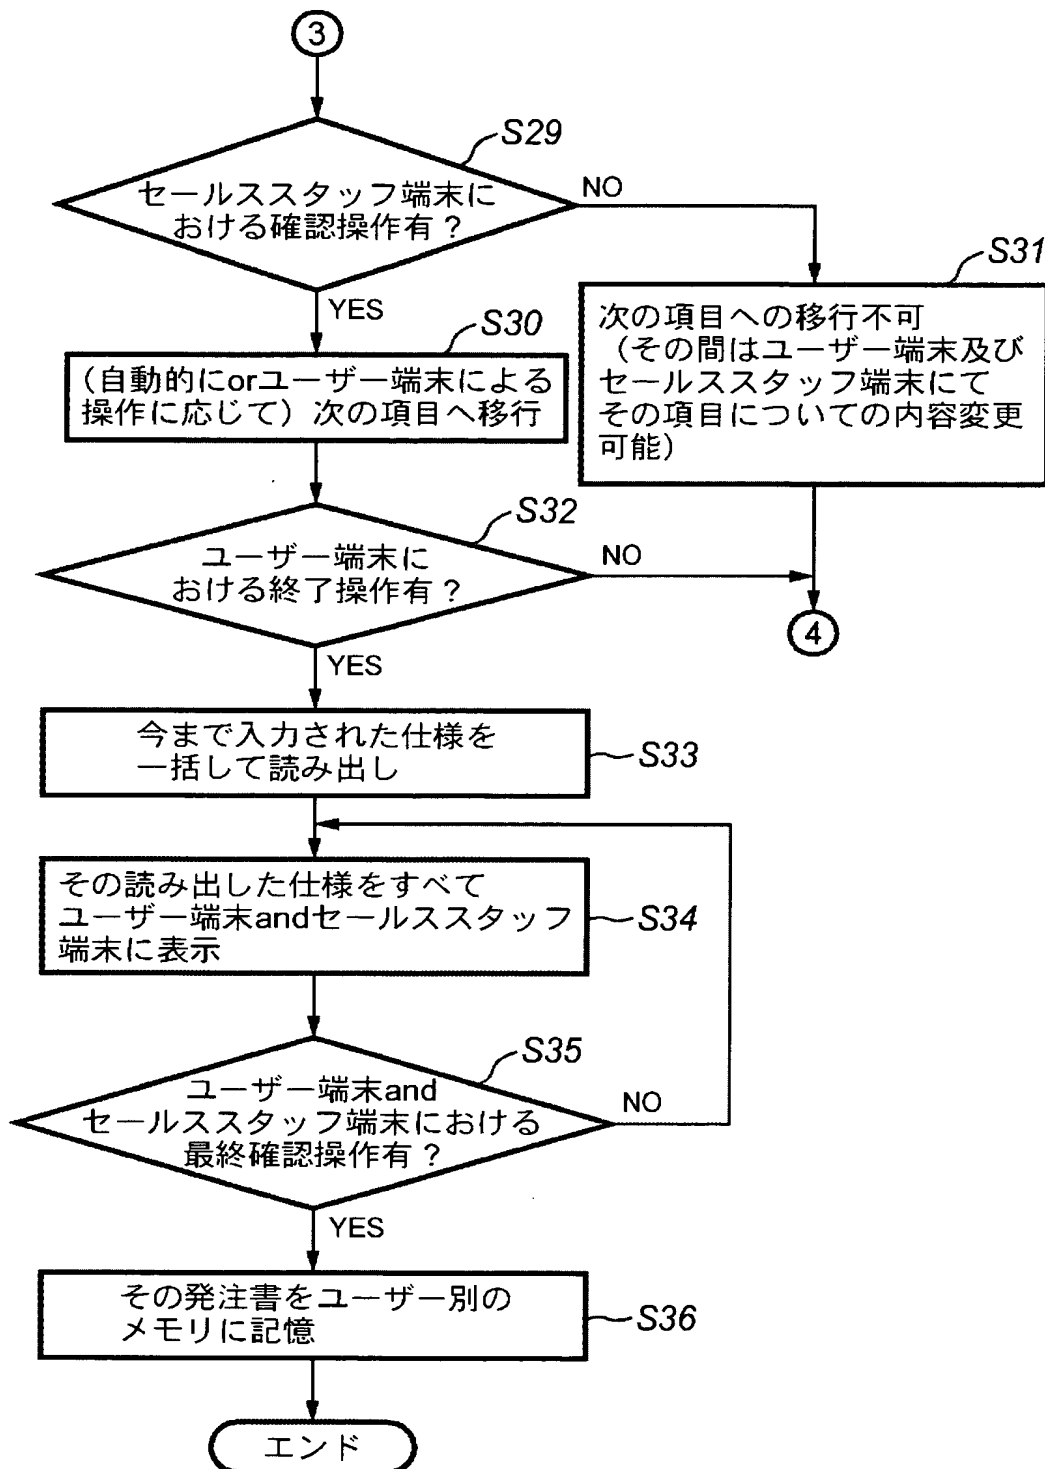 ③
S29
セールススタッフ端末に
おける確認操作有？
NO
YES
S31
次の項目への移行不可
（その間はユーザー端末及び
セールススタッフ端末にて
その項目についての内容変更
可能）
S30
（自動的にorユーザー端末による
操作に応じて）次の項目へ移行
S32
ユーザー端末に
おける終了操作有？
NO
④
YES
今まで入力された仕様を
一括して読み出し
S33
その読み出した仕様をすべて
ユーザー端末andセールススタッフ
端末に表示
S34
S35
ユーザー端末and
セールススタッフ端末における
最終確認操作有？
NO
YES
その発注書をユーザー別の
メモリに記憶
S36
エンド